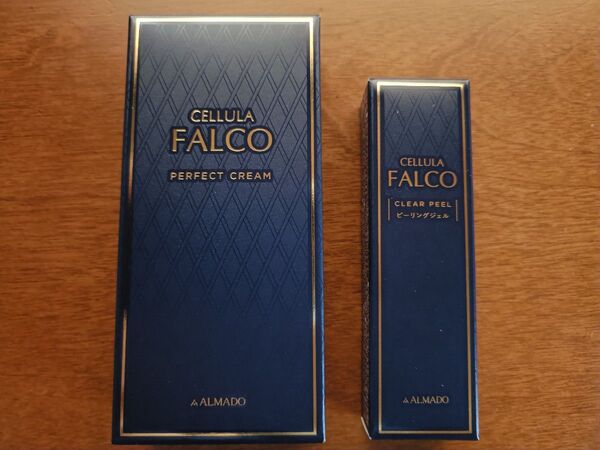 CELLULA
FALCO
PERFECT CREAM
ALMADO
CELLULA
FALCO
CLEAR PEEL
ピーリングジェル
ALMADO